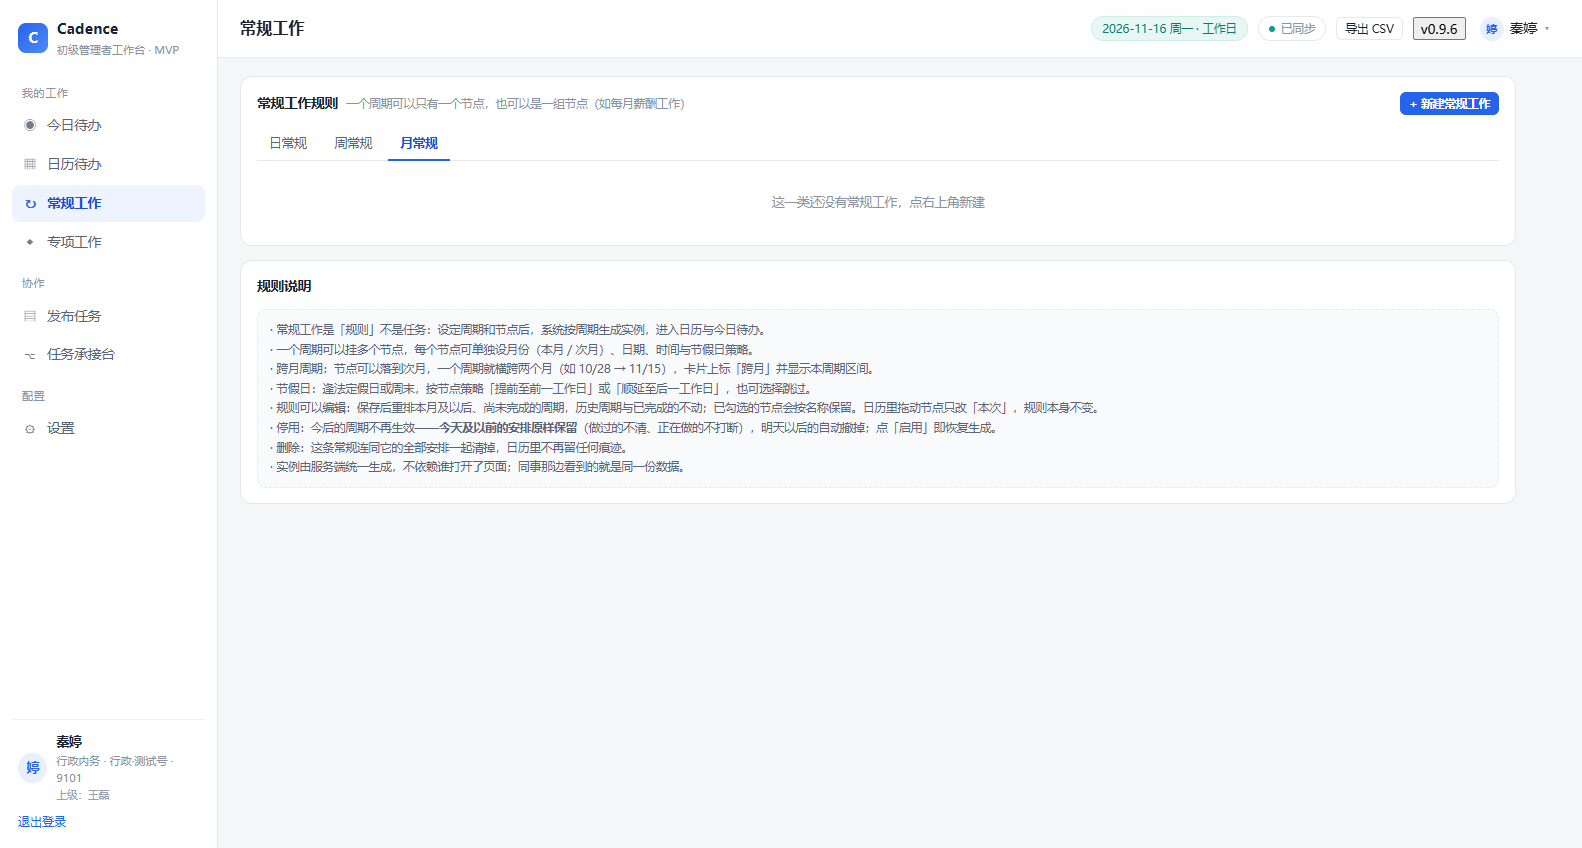 C
Cadence
初级管理者工作台 · MVP
我的工作
今日待办
日历待办
常规工作
专项工作
协作
发布任务
任务承接台
配置
设置
婷
秦婷
行政内务 · 行政·测试号 ·
9101
上级：王磊
退出登录
常规工作
2026-11-16 周一 · 工作日
已同步
导出 CSV
v0.9.6
婷
秦婷
常规工作规则 一个周期可以只有一个节点，也可以是一组节点（如每月薪酬工作）
+ 新建常规工作
日常规 周常规 月常规
这一类还没有常规工作，点右上角新建
规则说明
· 常规工作是「规则」不是任务：设定周期和节点后，系统按周期生成实例，进入日历与今日待办。
· 一个周期可以挂多个节点，每个节点可单独设月份（本月 / 次月）、日期、时间与节假日策略。
· 跨月周期：节点可以落到次月，一个周期就横跨两个月（如 10/28 → 11/15），卡片上标「跨月」并显示本周期区间。
· 节假日：逢法定假日或周末，按节点策略「提前至前一工作日」或「顺延至后一工作日」，也可选择跳过。
· 规则可以编辑：保存后重排本月及以后、尚未完成的周期，历史周期与已完成的不动；已勾选的节点会按名称保留。日历里拖动节点只改「本次」，规则本身不变。
· 停用：今后的周期不再生效——今天及以前的安排原样保留（做过的不清、正在做的不打断），明天以后的自动撤掉；点「启用」即恢复生成。
· 删除：这条常规连同它的全部安排一起清掉，日历里不再留任何痕迹。
· 实例由服务端统一生成，不依赖谁打开了页面；同事那边看到的就是同一份数据。